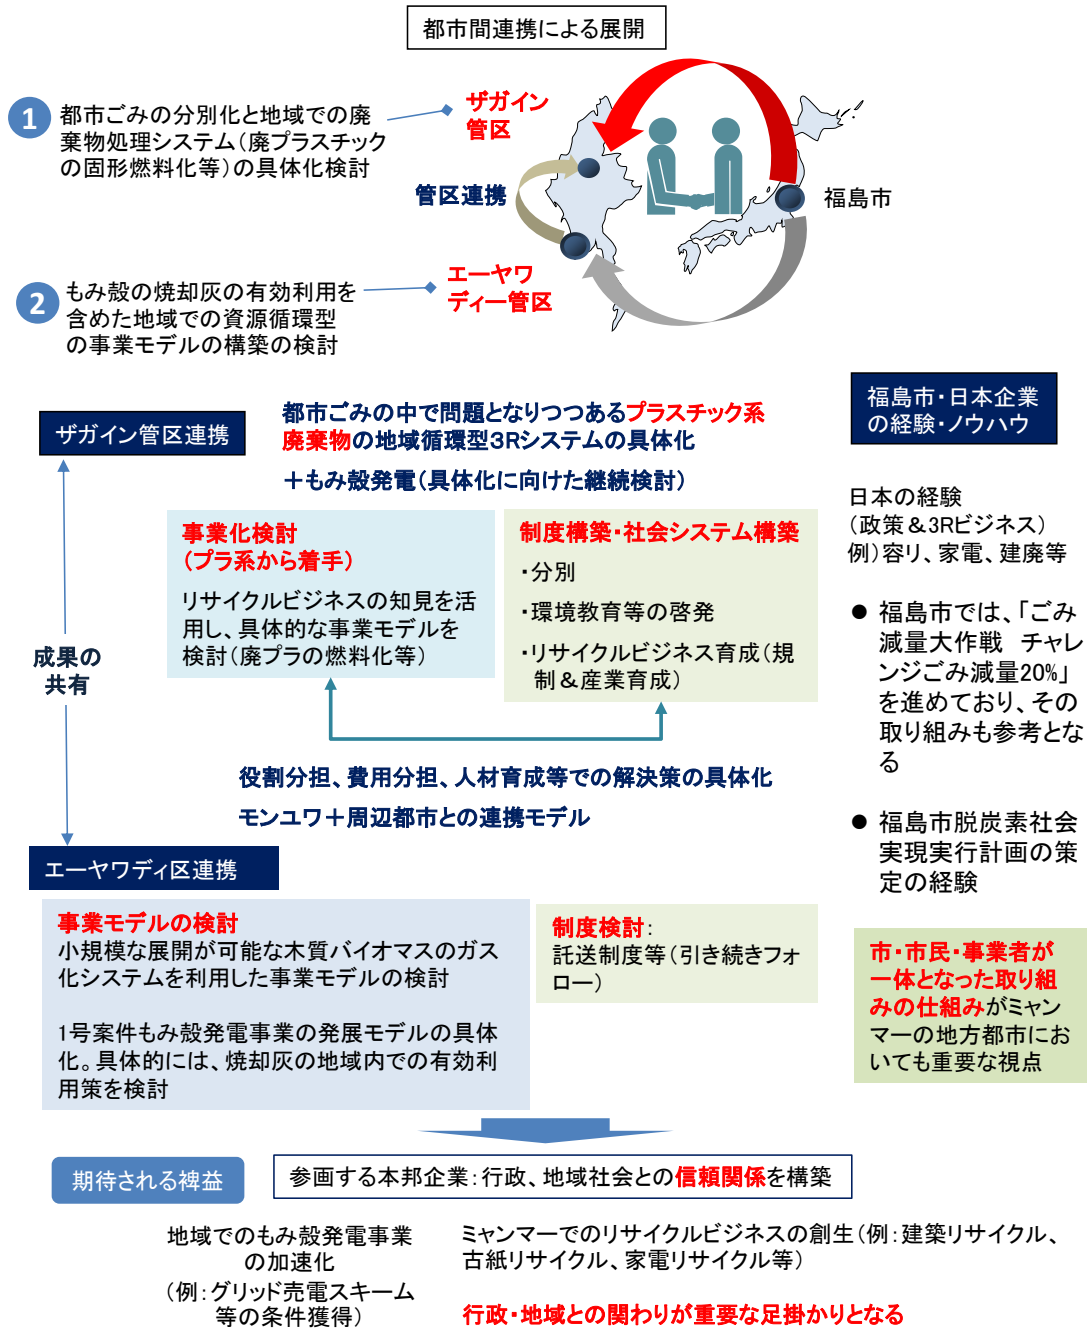 都市間連携による展開
1
都市ごみの分別化と地域での廃
棄物処理システム（廃プラスチック
の固形燃料化等）の具体化検討
ザガイン
管区
管区連携
福島市
エーヤワ
ディー管区
2
もみ殻の焼却灰の有効利用を
含めた地域での資源循環型
の事業モデルの構築の検討
ザガイン管区連携
都市ごみの中で問題となりつつあるプラスチック系
廃棄物の地域循環型3Rシステムの具体化
＋もみ殻発電（具体化に向けた継続検討）
事業化検討
（プラ系から着手）
リサイクルビジネスの知見を活
用し、具体的な事業モデルを
検討（廃プラの燃料化等）
制度構築・社会システム構築
・分別
・環境教育等の啓発
・リサイクルビジネス育成（規
制＆産業育成）
成果の
共有
役割分担、費用分担、人材育成等での解決策の具体化
モンユワ＋周辺都市との連携モデル
エーヤワディ区連携
事業モデルの検討
小規模な展開が可能な木質バイオマスのガス
化システムを利用した事業モデルの検討
1号案件もみ殻発電事業の発展モデルの具体
化。具体的には、焼却灰の地域内での有効利
用策を検討
制度検討：
託送制度等（引き続きフォ
ロー）
福島市・日本企業
の経験・ノウハウ
日本の経験
（政策＆3Rビジネス）
例）容リ、家電、建廃等
● 福島市では、「ごみ
減量大作戦　チャレ
ンジごみ減量20%」
を進めており、その
取り組みも参考とな
る
● 福島市脱炭素社会
実現実行計画の策
定の経験
市・市民・事業者が
一体となった取り組
みの仕組みがミャン
マーの地方都市にお
いても重要な視点
期待される裨益
参画する本邦企業：行政、地域社会との信頼関係を構築
地域でのもみ殻発電事業
の加速化
（例：グリッド売電スキーム
等の条件獲得）
ミャンマーでのリサイクルビジネスの創生（例：建築リサイクル、
古紙リサイクル、家電リサイクル等）
行政・地域との関わりが重要な足掛かりとなる